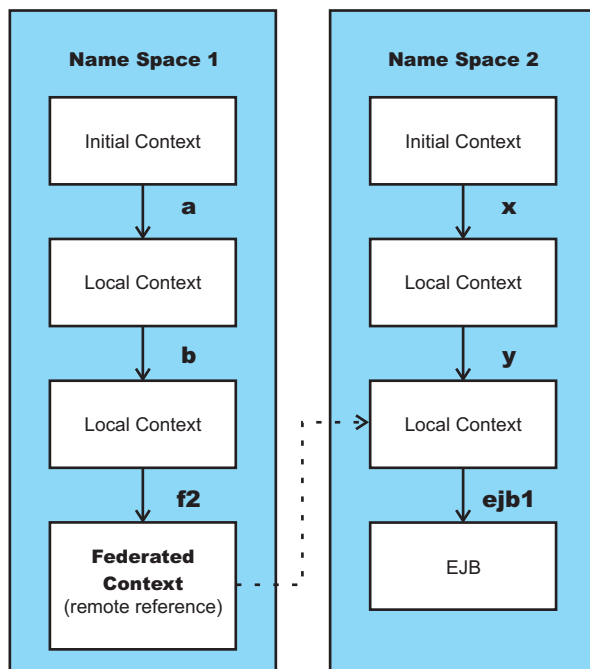 Name Space 1
Initial Context
a
Local Context
b
Local Context
f2
Federated
Context
(remote reference)
Name Space 2
Initial Context
x
Local Context
y
Local Context
ejb1
EJB